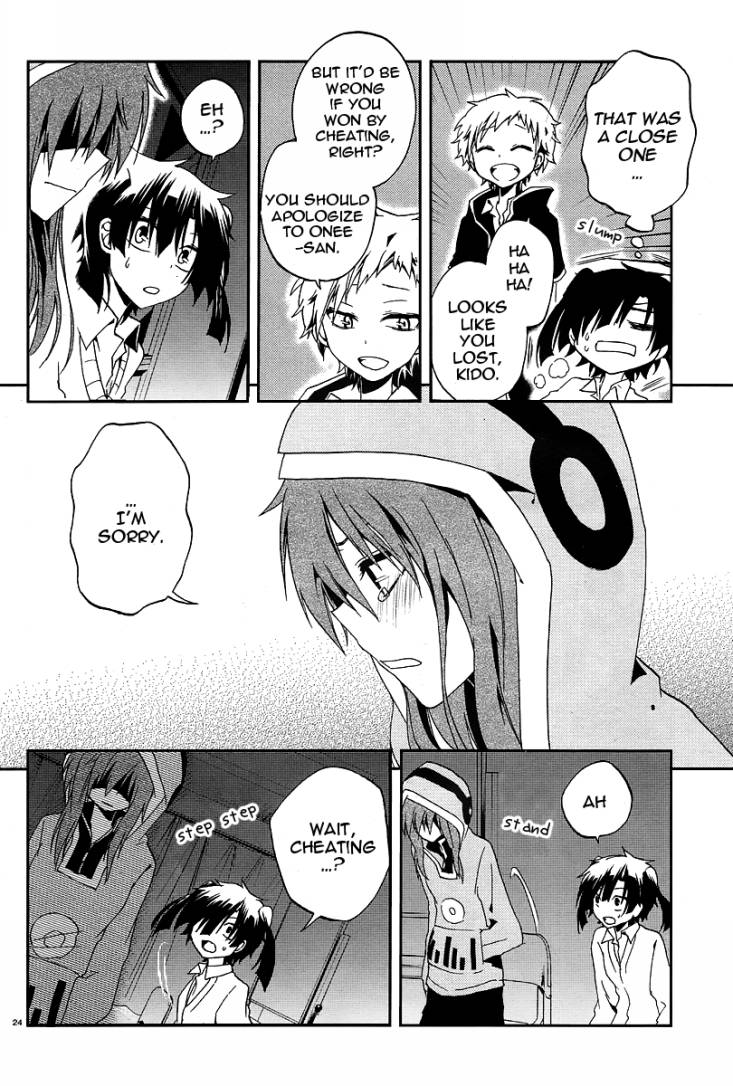 THAT WAS
A CLOSE
ONE
...
slump
HA
HA
HA!
LOOKS
LIKE
YOU
LOST,
KIDO.
BUT IT'D BE
WRONG
IF YOU
WON BY
CHEATING,
RIGHT?
YOU SHOULD
APOLOGIZE
TO ONEE
-SAN.
EH
...?
...
I'M
SORRY.
AH
stand
WAIT,
CHEATING
...?
step step
24